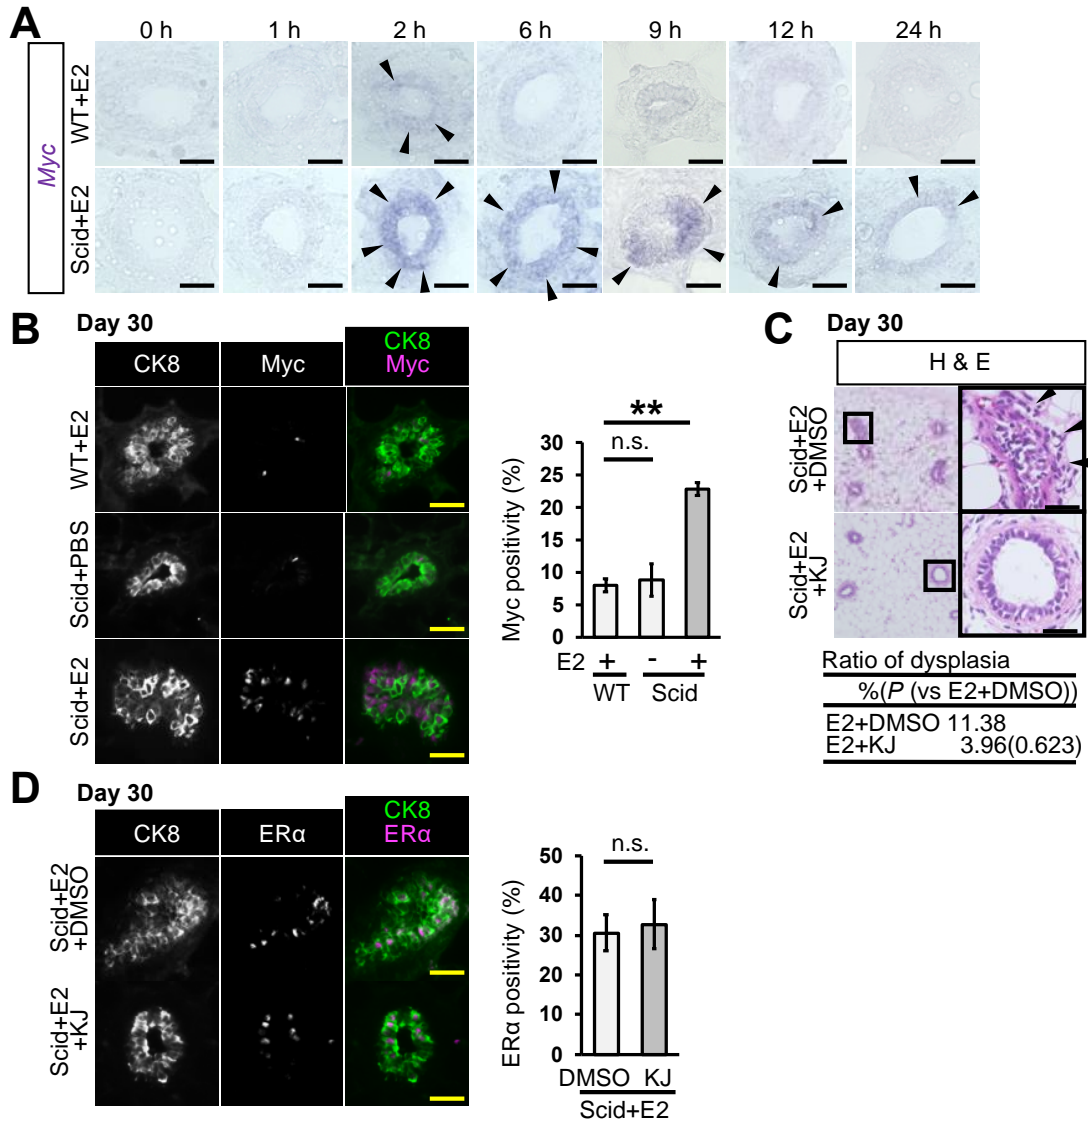 A
0 h 1 h 2 h 6 h 9 h 12 h 24 h
Myc
WT+E2
Scid+E2
B
Day 30
CK8 Myc CK8
Myc
WT+E2
Scid+PBS
Scid+E2
Myc positivity (%)
30
25
20
15
10
5
0
**
n.s.
E2 + - +
WT Scid
C
Day 30
H & E
Scid+E2
+DMSO
Scid+E2
+KJ
Ratio of dysplasia
%(P (vs E2+DMSO))
E2+DMSO 11.38
E2+KJ 3.96(0.623)
D
Day 30
CK8 ERα CK8
ERα
Scid+E2
+DMSO
Scid+E2
+KJ
ERα positivity (%)
50
40
30
20
10
0
n.s.
DMSO KJ
Scid+E2